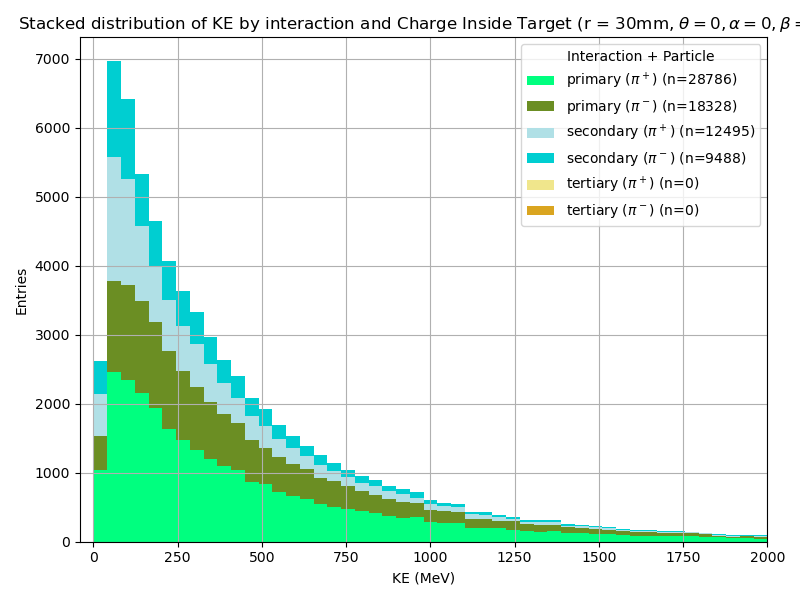 Stacked distribution of KE by interaction and Charge Inside Target (r = 30mm, θ = 0, α = 0, β =
Interaction + Particle
primary (π⁺) (n=28786)
primary (π⁻) (n=18328)
secondary (π⁺) (n=12495)
secondary (π⁻) (n=9488)
tertiary (π⁺) (n=0)
tertiary (π⁻) (n=0)
Entries
7000
6000
5000
4000
3000
2000
1000
0
0 250 500 750 1000 1250 1500 1750 2000
KE (MeV)